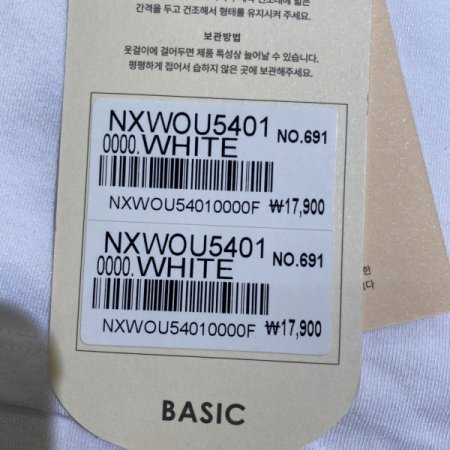 간격을 두고 건조해서 형태를 유지시켜 주세요.
보관방법
옷걸이에 걸어두면 제품 특성상 늘어날 수 있습니다.
평평하게 접어서 습하지 않은 곳에 보관해주세요.
NXWOU5401 NO.691
0000.WHITE
NXWOU54010000F ₩17,900
NXWOU5401 NO.691
0000.WHITE
NXWOU54010000F ₩17,900
BASIC
한
니다